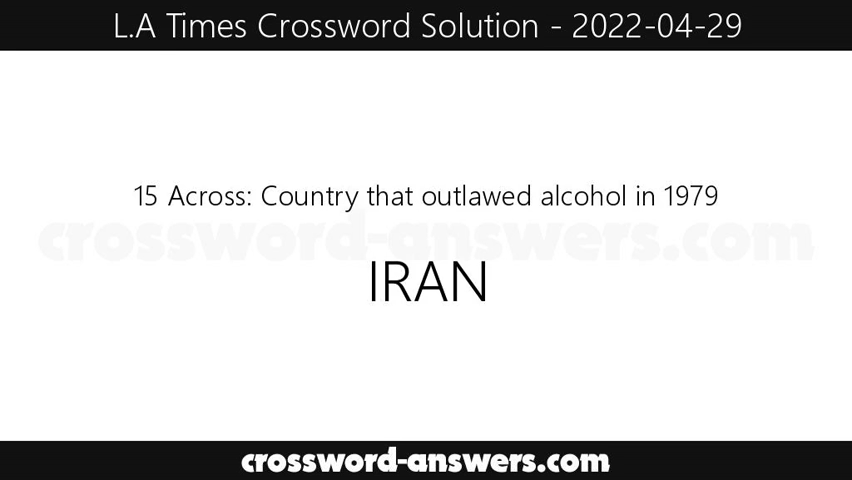 L.A Times Crossword Solution - 2022-04-29
15 Across: Country that outlawed alcohol in 1979
crossword-answers.com
IRAN
crossword-answers.com